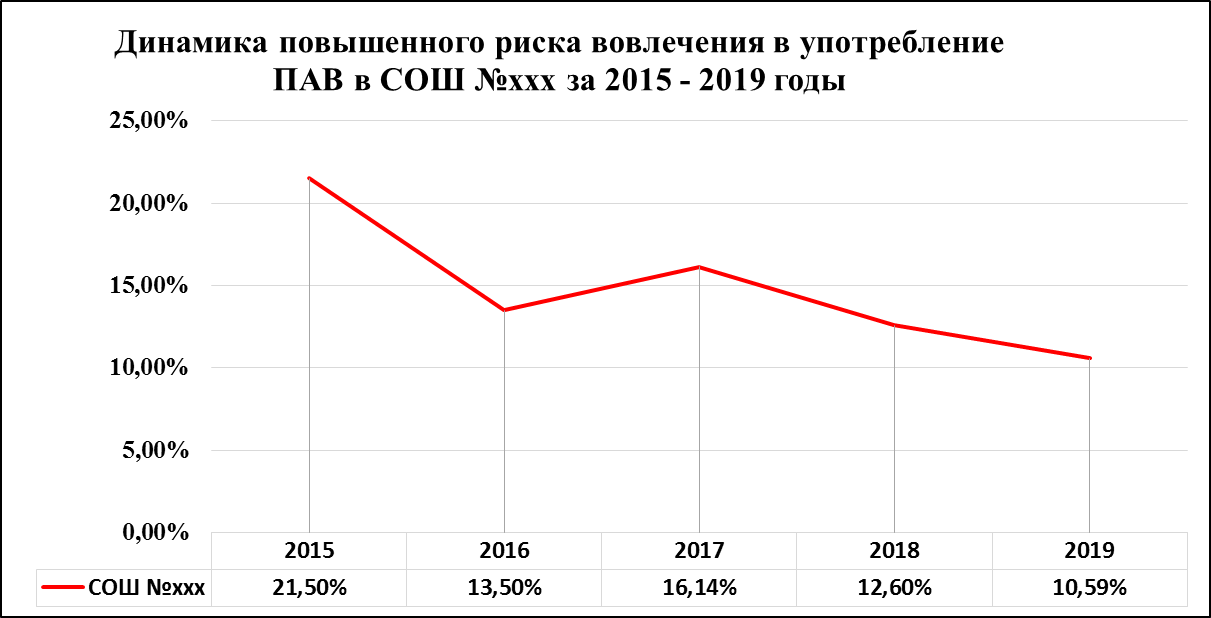 Динамика повышенного риска вовлечения в употребление
ПАВ в СОШ №ххх за 2015 - 2019 годы
25,00%
20,00%
15,00%
10,00%
5,00%
0,00%
2015 2016 2017 2018 2019
СОШ №ххх 21,50% 13,50% 16,14% 12,60% 10,59%